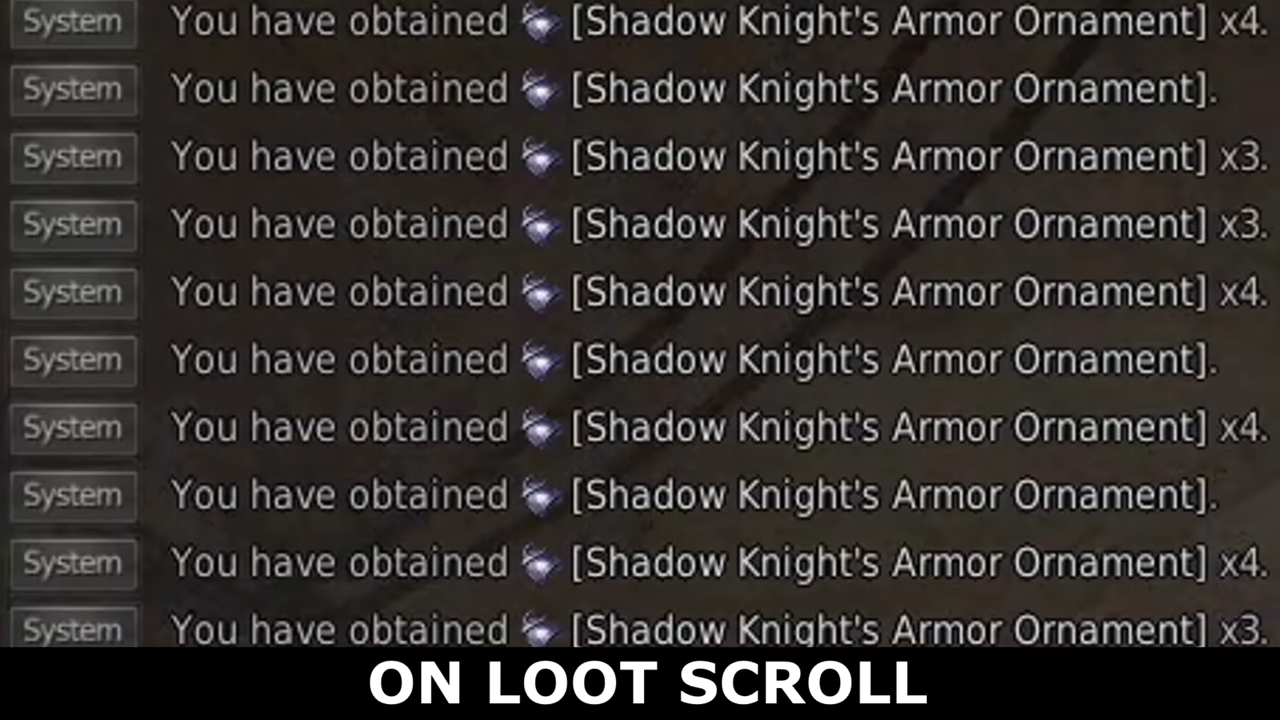 System You have obtained [Shadow Knight's Armor Ornament] x4.
System You have obtained [Shadow Knight's Armor Ornament].
System You have obtained [Shadow Knight's Armor Ornament] x3.
System You have obtained [Shadow Knight's Armor Ornament] x3.
System You have obtained [Shadow Knight's Armor Ornament] x4.
System You have obtained [Shadow Knight's Armor Ornament].
System You have obtained [Shadow Knight's Armor Ornament] x4.
System You have obtained [Shadow Knight's Armor Ornament].
System You have obtained [Shadow Knight's Armor Ornament] x4.
System You have obtained [Shadow Knight's Armor Ornament] x3.
ON LOOT SCROLL